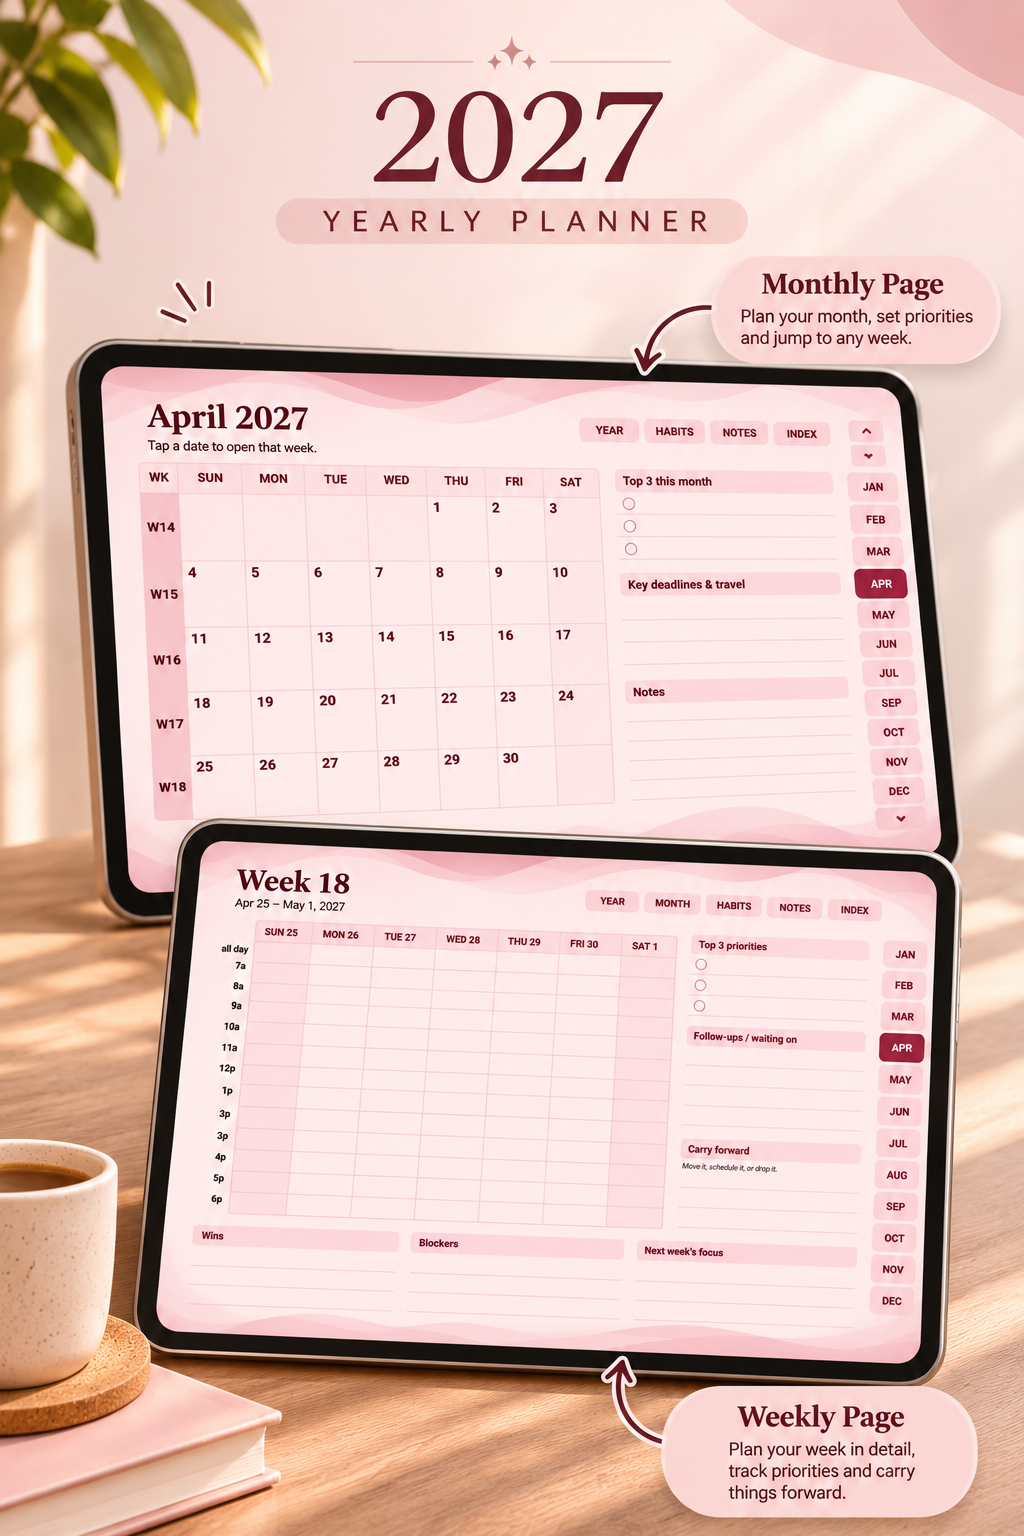 2027
YEARLY PLANNER
Monthly Page
Plan your month, set priorities
and jump to any week.
April 2027
Tap a date to open that week.
YEAR HABITS NOTES INDEX
WK SUN MON TUE WED THU FRI SAT
W14 1 2 3
W15 4 5 6 7 8 9 10
W16 11 12 13 14 15 16 17
W17 18 19 20 21 22 23 24
W18 25 26 27 28 29 30
Top 3 this month
Key deadlines & travel
Notes
JAN
FEB
MAR
APR
MAY
JUN
JUL
SEP
OCT
NOV
DEC
Week 18
Apr 25 – May 1, 2027
YEAR MONTH HABITS NOTES INDEX
SUN 25 MON 26 TUE 27 WED 28 THU 29 FRI 30 SAT 1
all day
7a
8a
9a
10a
11a
12p
1p
3p
3p
4p
5p
6p
Top 3 priorities
Follow-ups / waiting on
Carry forward
Move it, schedule it, or drop it.
Wins
Blockers
Next week's focus
JAN
FEB
MAR
APR
MAY
JUN
JUL
AUG
SEP
OCT
NOV
DEC
Weekly Page
Plan your week in detail,
track priorities and carry
things forward.